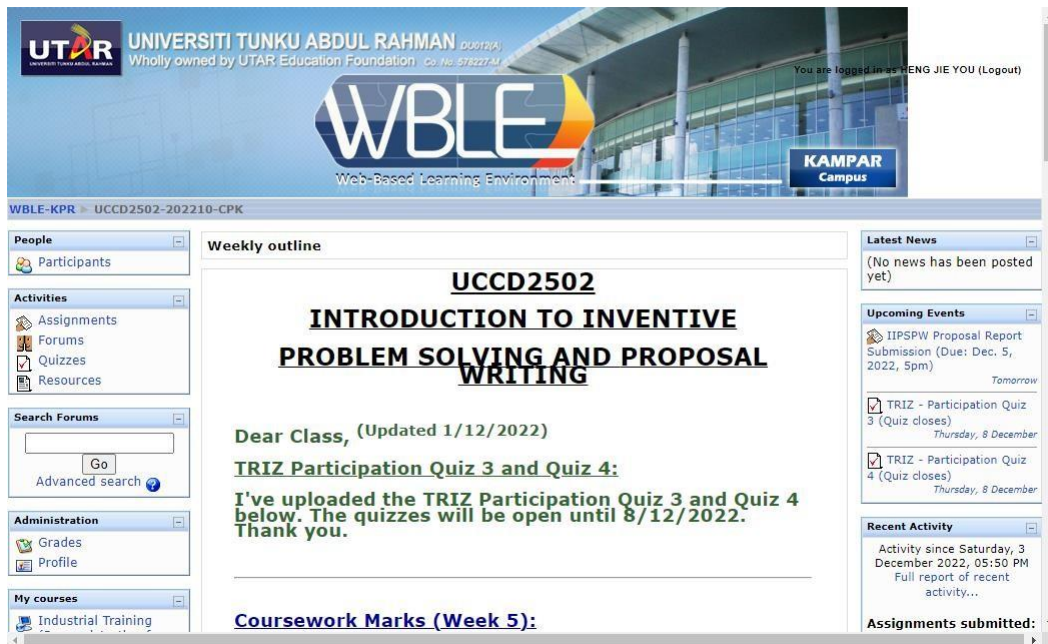 UTAR
UNIVERSITI TUNKU ABDUL RAHMAN
UNIVERSITI TUNKU ABDUL RAHMAN DU012(A)
Wholly owned by UTAR Education Foundation Co. No. 578227-M
You are logged in as HENG JIE YOU (Logout)
WBLE
Web-Based Learning Environment
KAMPAR
Campus
WBLE-KPR ► UCCD2502-202210-CPK
People
Participants
Activities
Assignments
Forums
Quizzes
Resources
Search Forums
Go
Advanced search ?
Administration
Grades
Profile
My courses
Industrial Training
Weekly outline
UCCD2502
INTRODUCTION TO INVENTIVE
PROBLEM SOLVING AND PROPOSAL
WRITING
Dear Class, (Updated 1/12/2022)
TRIZ Participation Quiz 3 and Quiz 4:
I've uploaded the TRIZ Participation Quiz 3 and Quiz 4
below. The quizzes will be open until 8/12/2022.
Thank you.
Coursework Marks (Week 5):
Latest News
(No news has been posted
yet)
Upcoming Events
IIPSPW Proposal Report
Submission (Due: Dec. 5,
2022, 5pm)
Tomorrow
TRIZ - Participation Quiz
3 (Quiz closes)
Thursday, 8 December
TRIZ - Participation Quiz
4 (Quiz closes)
Thursday, 8 December
Recent Activity
Activity since Saturday, 3
December 2022, 05:50 PM
Full report of recent
activity...
Assignments submitted: